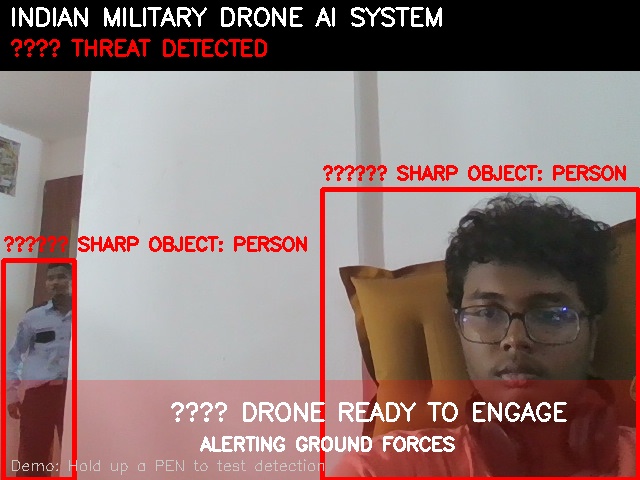 INDIAN MILITARY DRONE AI SYSTEM
???? THREAT DETECTED
?????? SHARP OBJECT: PERSON
?????? SHARP OBJECT: PERSON
???? DRONE READY TO ENGAGE
ALERTING GROUND FORCES
Demo: Hold up a PEN to test detection